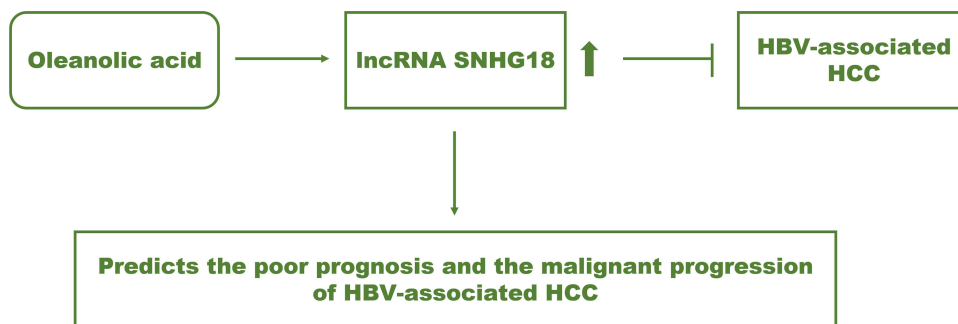 Oleanolic acid
lncRNA SNHG18
HBV-associated
HCC
Predicts the poor prognosis and the malignant progression
of HBV-associated HCC